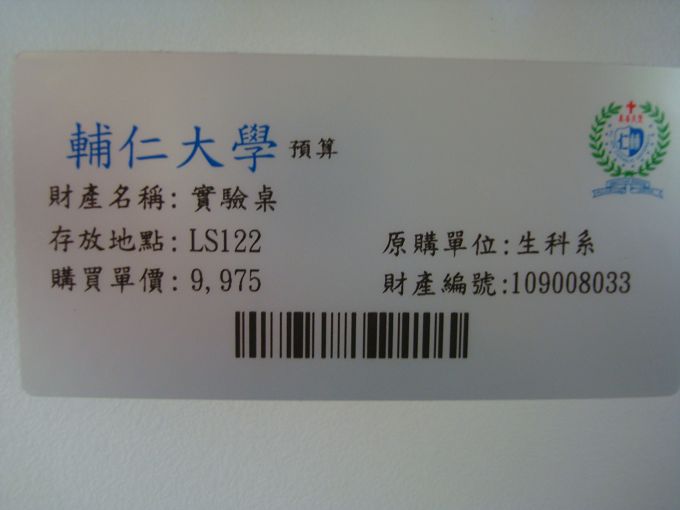 輔仁大學 預算
財產名稱: 實驗桌
存放地點: LS122 原購單位:生科系
購買單價: 9,975 財產編號:109008033